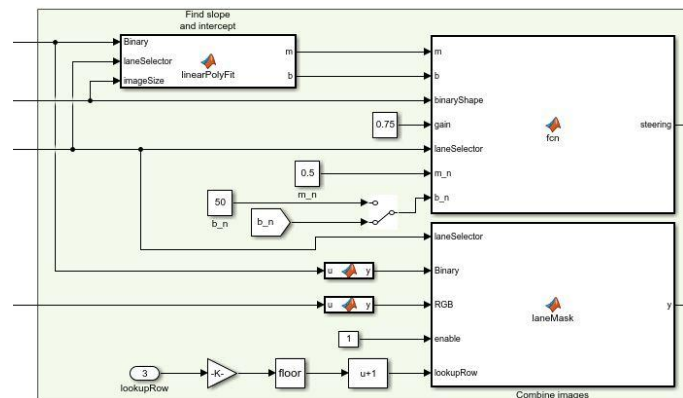 Find slope
and intercept
Binary
laneSelector
imageSize
linearPolyFit
m
b
m
b
binaryShape
gain
laneSelector
m_n
b_n
fcn
steering
0.75
0.5
m_n
50
b_n
b_n
laneSelector
Binary
RGB
enable
lookupRow
laneMask
y
u y
u y
1
3
lookupRow
-K-
floor
u+1
Combine images